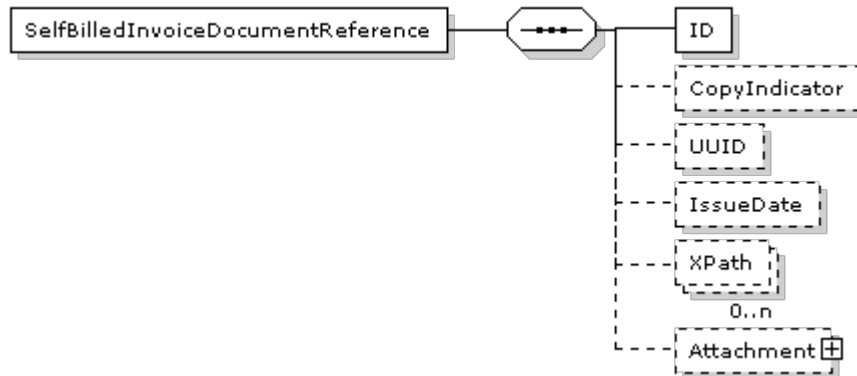 SelfBilledInvoiceDocumentReference
ID
CopyIndicator
UUID
IssueDate
XPath
0..n
Attachment